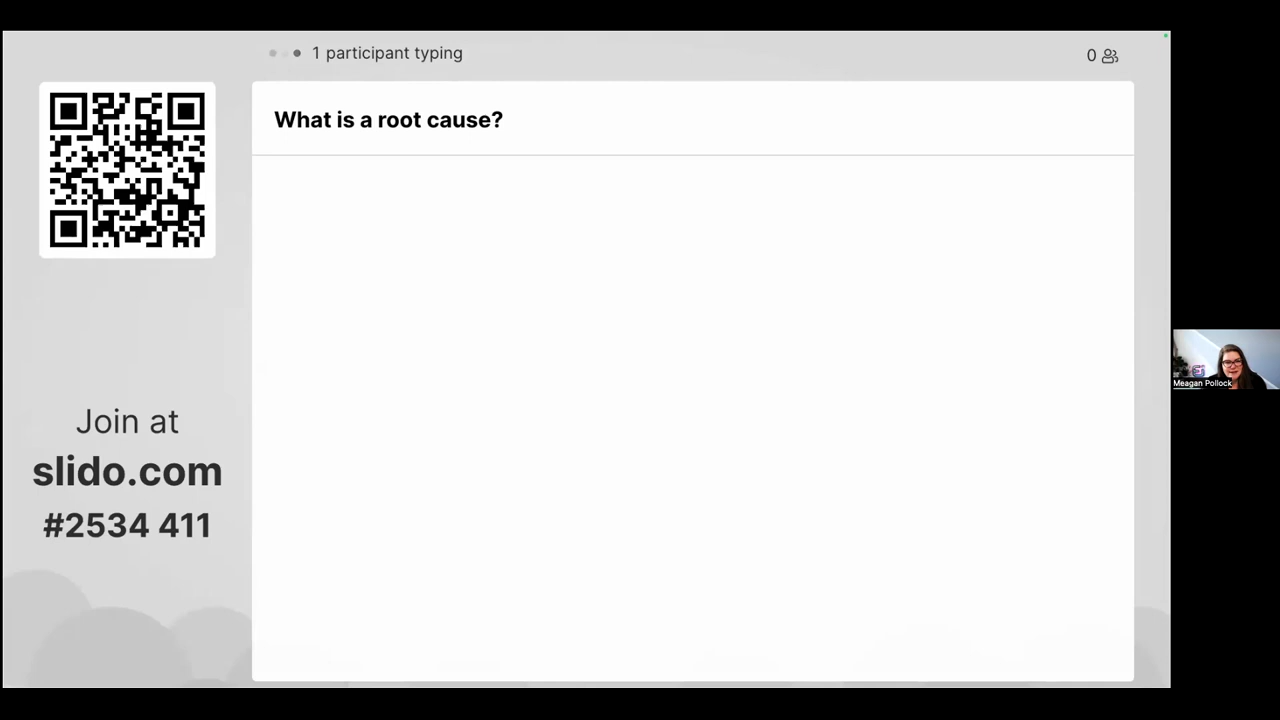 1 participant typing
0
What is a root cause?
Join at
slido.com
#2534 411
Meagan Pollock